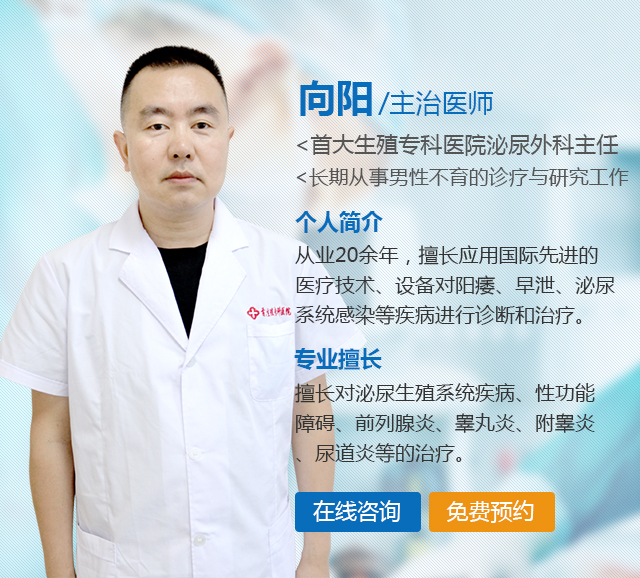 向阳/主治医师
<首大生殖专科医院泌尿外科主任
<长期从事男性不育的诊疗与研究工作
个人简介
从业20余年，擅长应用国际先进的
医疗技术、设备对阳痿、早泄、泌尿
系统感染等疾病进行诊断和治疗。
专业擅长
擅长对泌尿生殖系统疾病、性功能
障碍、前列腺炎、睾丸炎、附睾炎
、尿道炎等的治疗。
在线咨询 免费预约